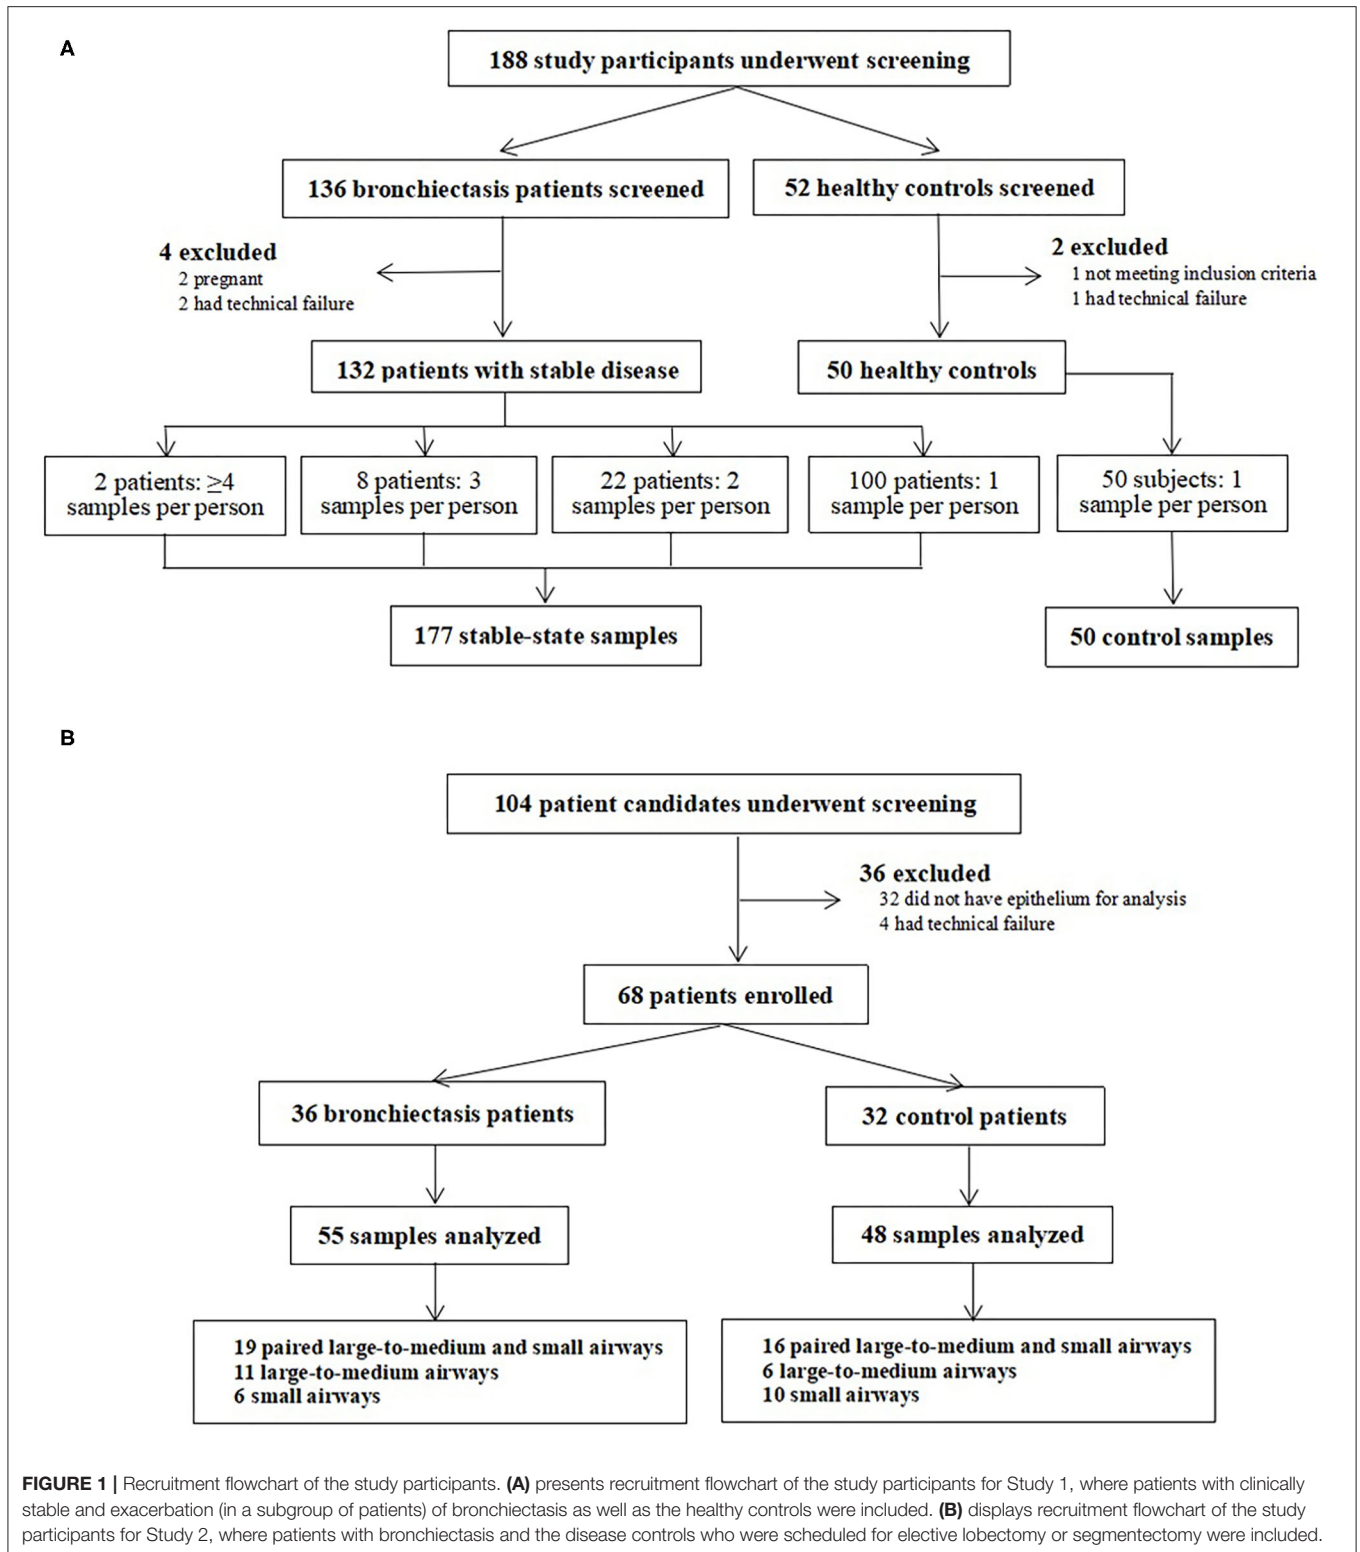 A
188 study participants underwent screening
136 bronchiectasis patients screened
52 healthy controls screened
4 excluded
2 pregnant
2 had technical failure
2 excluded
1 not meeting inclusion criteria
1 had technical failure
132 patients with stable disease
50 healthy controls
2 patients: ≥4
samples per person
8 patients: 3
samples per person
22 patients: 2
samples per person
100 patients: 1
sample per person
50 subjects: 1
sample per person
177 stable-state samples
50 control samples
B
104 patient candidates underwent screening
36 excluded
32 did not have epithelium for analysis
4 had technical failure
68 patients enrolled
36 bronchiectasis patients
32 control patients
55 samples analyzed
48 samples analyzed
19 paired large-to-medium and small airways
11 large-to-medium airways
6 small airways
16 paired large-to-medium and small airways
6 large-to-medium airways
10 small airways
FIGURE 1 | Recruitment flowchart of the study participants. (A) presents recruitment flowchart of the study participants for Study 1, where patients with clinically
stable and exacerbation (in a subgroup of patients) of bronchiectasis as well as the healthy controls were included. (B) displays recruitment flowchart of the study
participants for Study 2, where patients with bronchiectasis and the disease controls who were scheduled for elective lobectomy or segmentectomy were included.